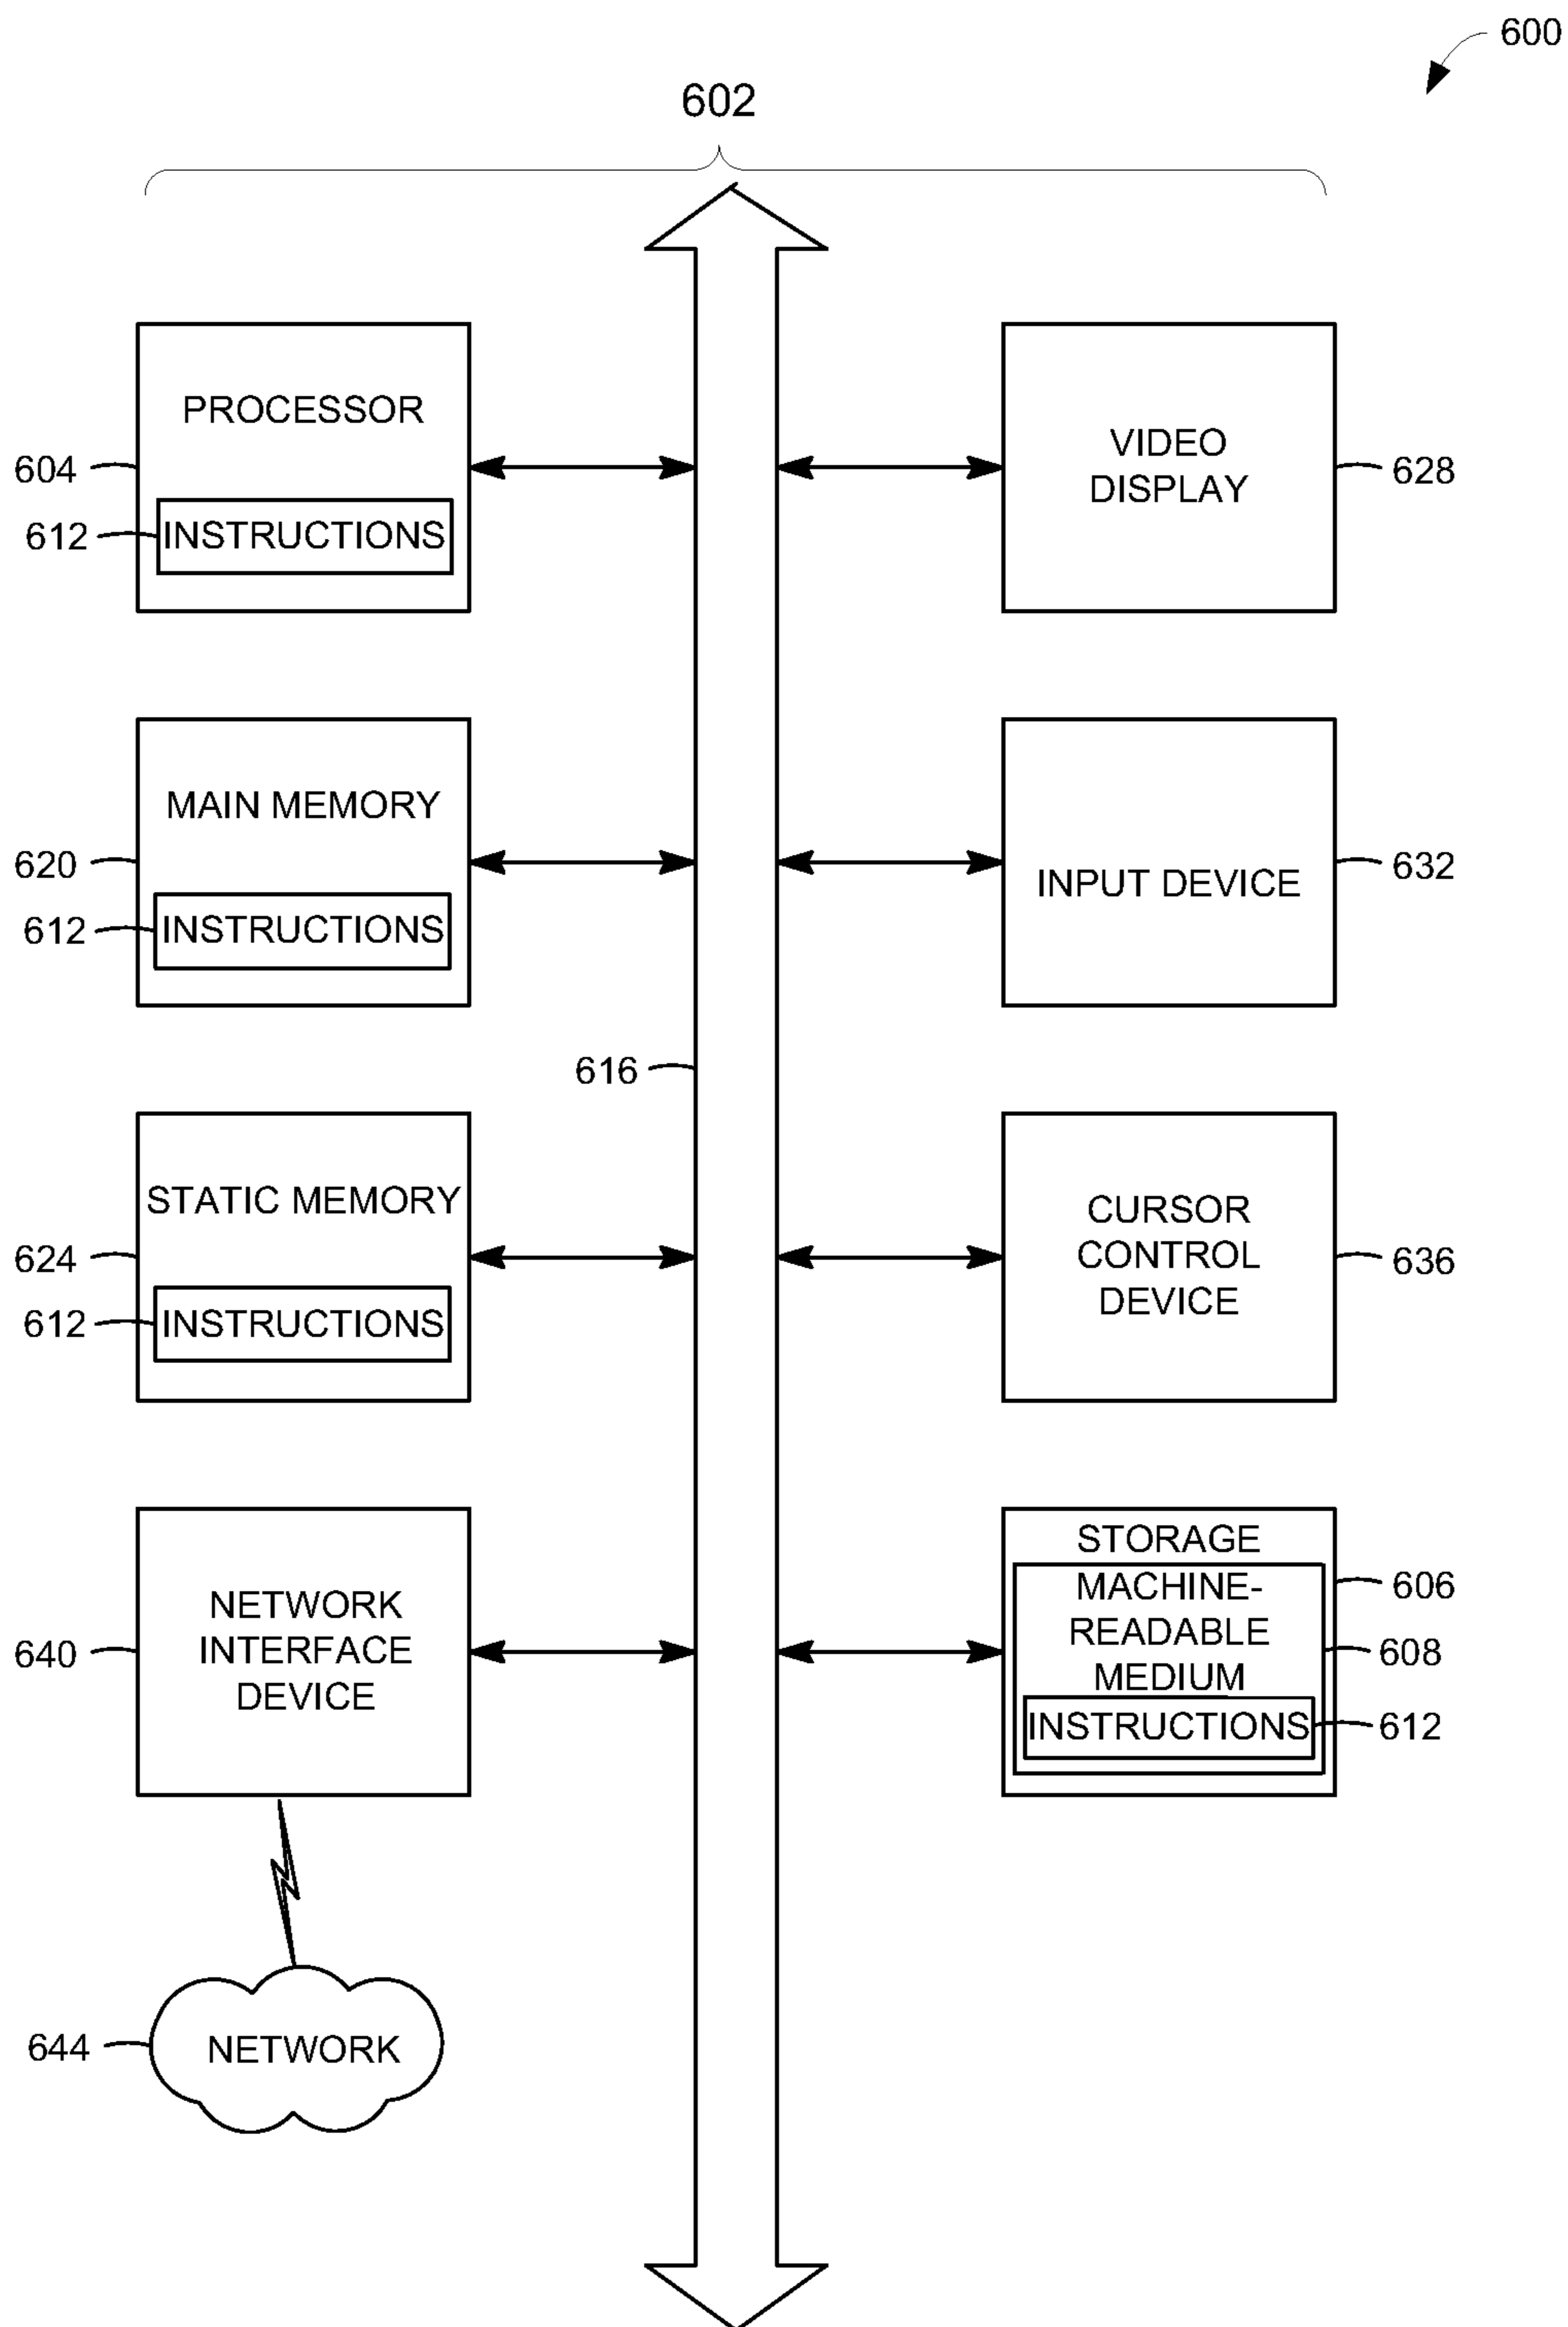 600
602
PROCESSOR
604
612
INSTRUCTIONS
VIDEO
DISPLAY
628
MAIN MEMORY
620
612
INSTRUCTIONS
INPUT DEVICE
632
616
STATIC MEMORY
624
612
INSTRUCTIONS
CURSOR
CONTROL
DEVICE
636
NETWORK
INTERFACE
DEVICE
640
STORAGE
MACHINE-
READABLE
MEDIUM
INSTRUCTIONS
606
608
612
644
NETWORK